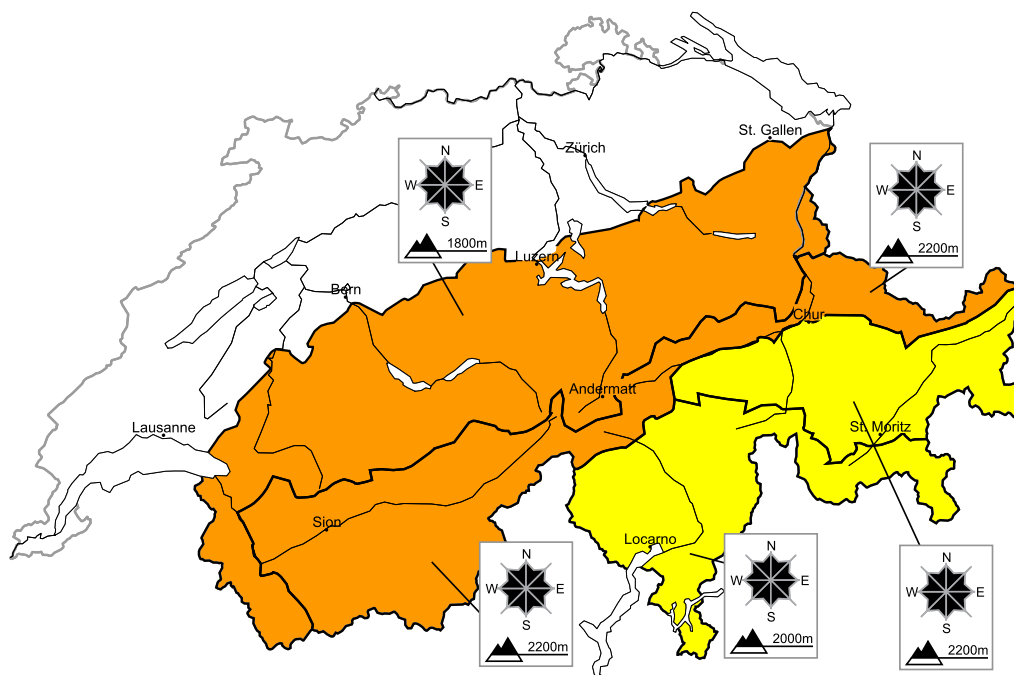 St. Gallen
Zürich
N
W E
S
1800m
N
W E
S
2200m
Luzern
Bern
Chur
Andermatt
Lausanne
St. Moritz
Sion
Locarno
N
W E
S
2200m
N
W E
S
2000m
N
W E
S
2200m